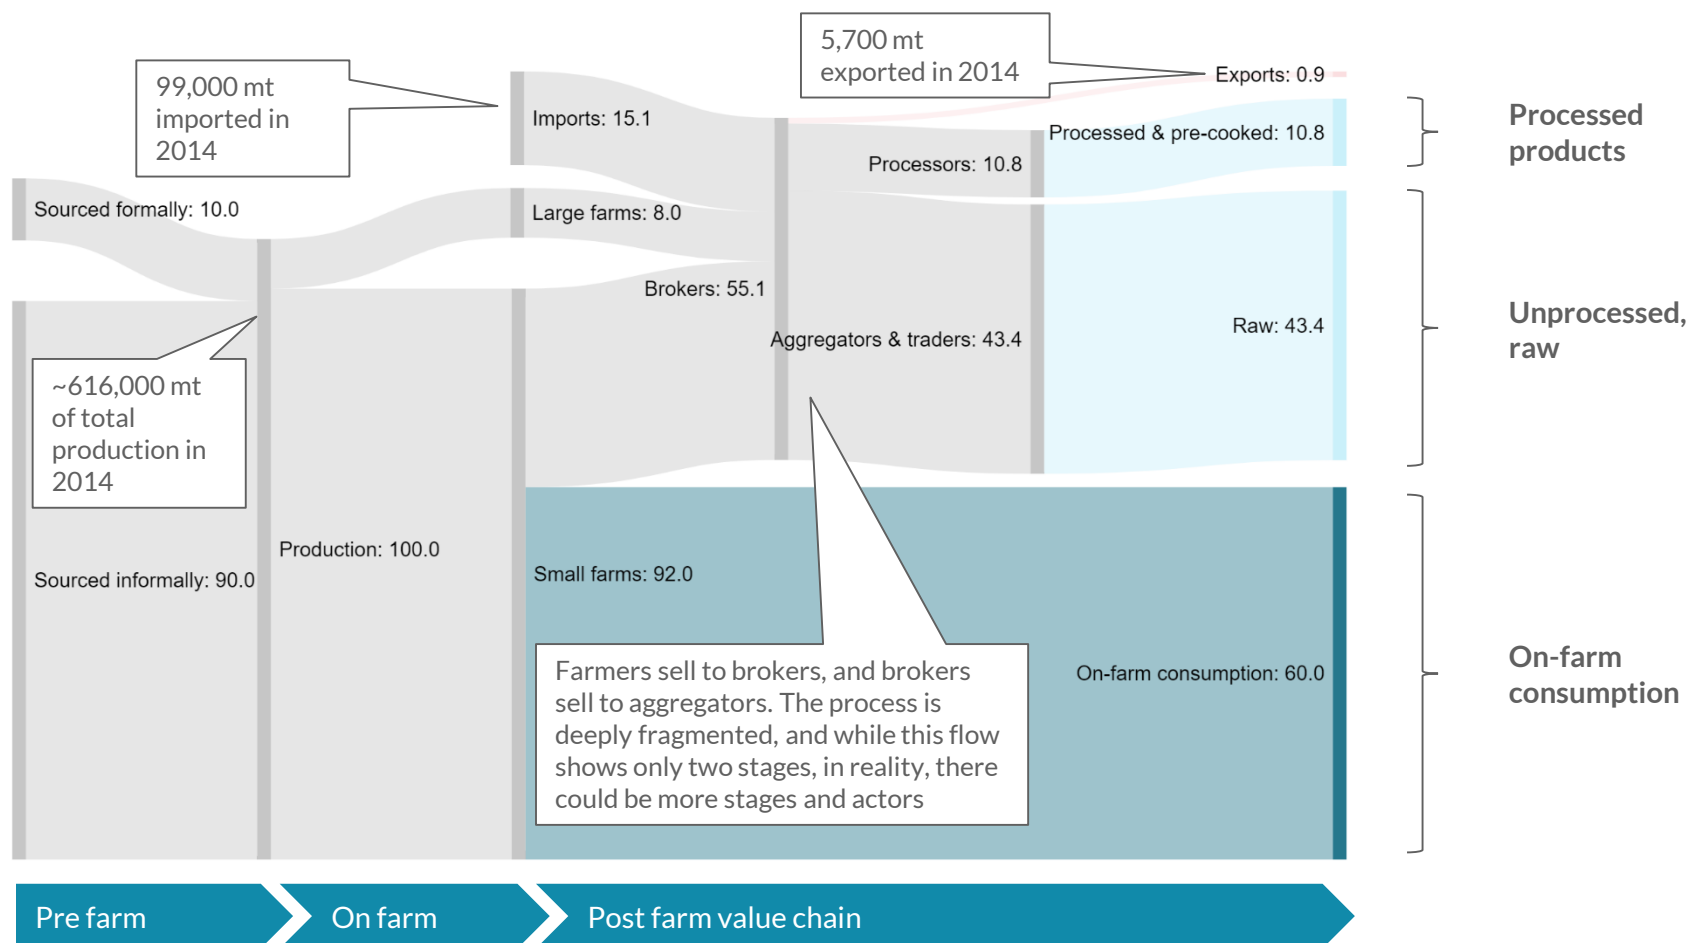 5,700 mt
exported in 2014
99,000 mt
imported in
2014
Exports: 0.9
Imports: 15.1
Processed & pre-cooked: 10.8
Processed
products
Processors: 10.8
Sourced formally: 10.0
Large farms: 8.0
Brokers: 55.1
Aggregators & traders: 43.4
Raw: 43.4
Unprocessed,
raw
~616,000 mt
of total
production in
2014
Production: 100.0
Sourced informally: 90.0
Small farms: 92.0
Farmers sell to brokers, and brokers
sell to aggregators. The process is
deeply fragmented, and while this flow
shows only two stages, in reality, there
could be more stages and actors
On-farm consumption: 60.0
On-farm
consumption
Pre farm
On farm
Post farm value chain